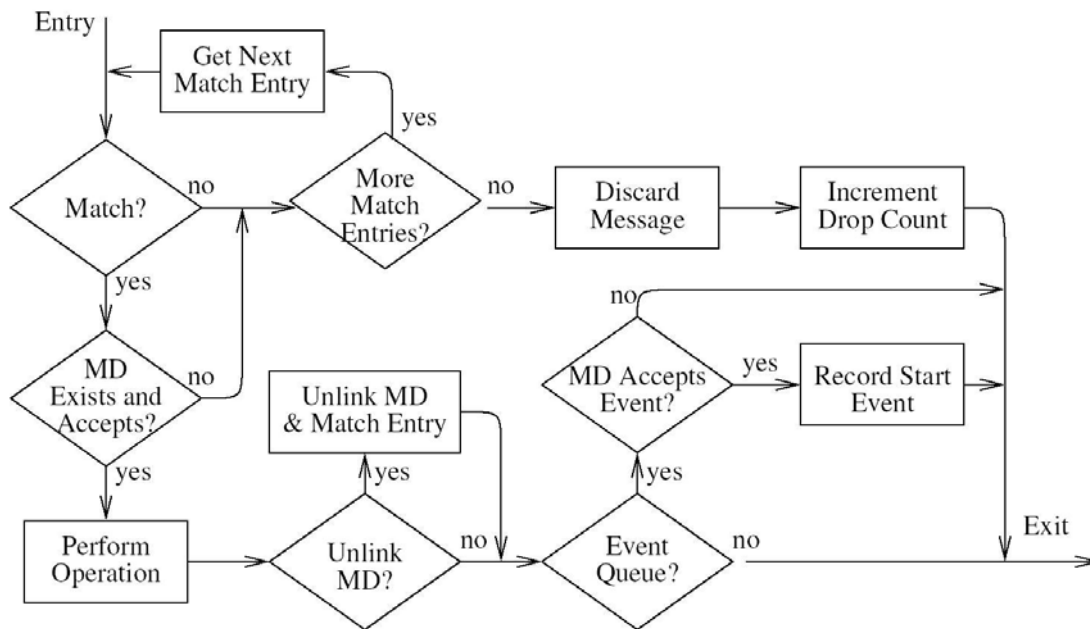 Entry
Get Next
Match Entry
yes
Match?
no
More
Match
Entries?
no
Discard
Message
Increment
Drop Count
yes
no
MD
Exists and
Accepts?
no
Unlink MD
& Match Entry
MD Accepts
Event?
yes
Record Start
Event
yes
yes
yes
Perform
Operation
Unlink
MD?
no
Event
Queue?
no
Exit